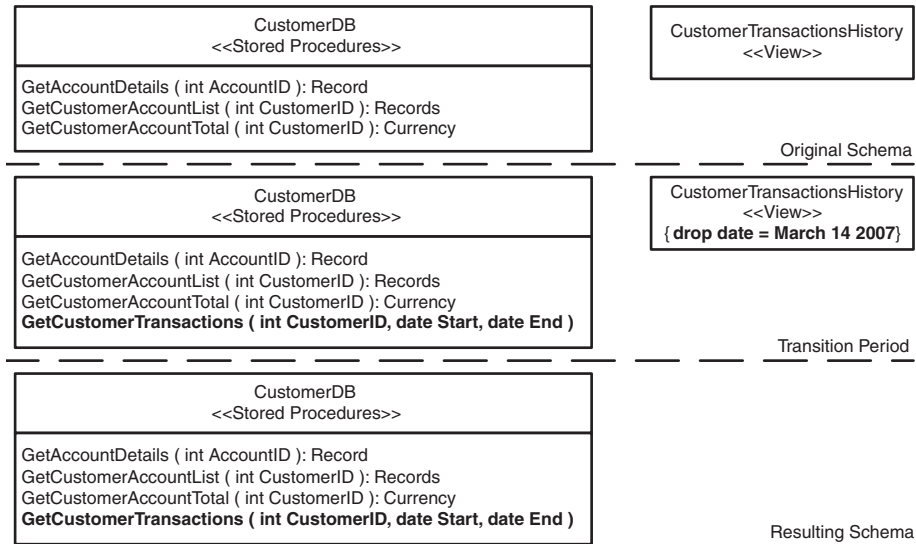 CustomerDB
<<Stored Procedures>>
GetAccountDetails ( int AccountID ): Record
GetCustomerAccountList ( int CustomerID ): Records
GetCustomerAccountTotal ( int CustomerID ): Currency
CustomerTransactionsHistory
<<View>>
Original Schema
CustomerDB
<<Stored Procedures>>
GetAccountDetails ( int AccountID ): Record
GetCustomerAccountList ( int CustomerID ): Records
GetCustomerAccountTotal ( int CustomerID ): Currency
GetCustomerTransactions ( int CustomerID, date Start, date End )
CustomerTransactionsHistory
<<View>>
{ drop date = March 14 2007}
Transition Period
CustomerDB
<<Stored Procedures>>
GetAccountDetails ( int AccountID ): Record
GetCustomerAccountList ( int CustomerID ): Records
GetCustomerAccountTotal ( int CustomerID ): Currency
GetCustomerTransactions ( int CustomerID, date Start, date End )
Resulting Schema